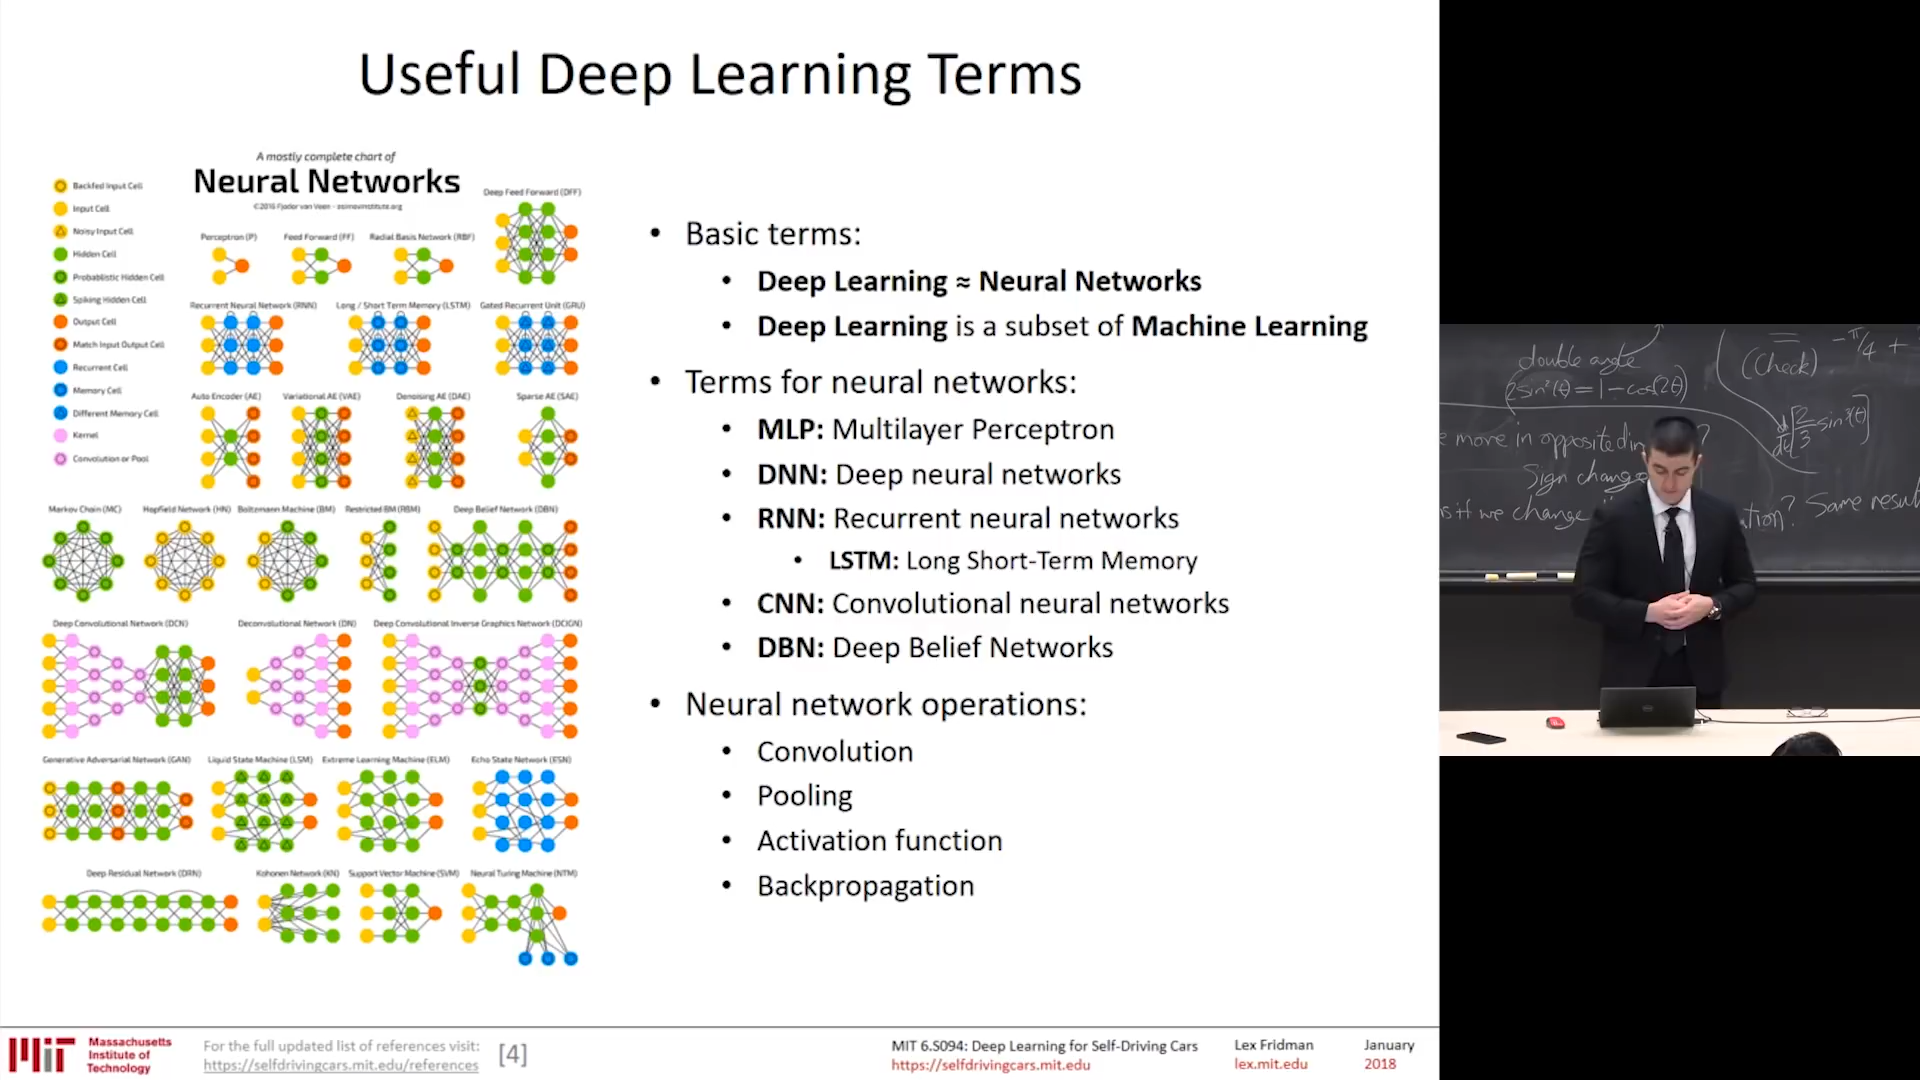 Useful Deep Learning Terms
A mostly complete chart of
Neural Networks
©2016 Fjodor van Veen - asimovinstitute.org
Backfed Input Cell
Input Cell
Noisy Input Cell
Hidden Cell
Probablistic Hidden Cell
Spiking Hidden Cell
Output Cell
Match Input Output Cell
Recurrent Cell
Memory Cell
Different Memory Cell
Kernel
Convolution or Pool
Deep Feed Forward (DFF)
Perceptron (P)
Feed Forward (FF)
Radial Basis Network (RBF)
Recurrent Neural Network (RNN)
Long / Short Term Memory (LSTM)
Gated Recurrent Unit (GRU)
Auto Encoder (AE)
Variational AE (VAE)
Denoising AE (DAE)
Sparse AE (SAE)
Markov Chain (MC)
Hopfield Network (HN)
Boltzmann Machine (BM)
Restricted BM (RBM)
Deep Belief Network (DBN)
Deep Convolutional Network (DCN)
Deconvolutional Network (DN)
Deep Convolutional Inverse Graphics Network (DCIGN)
Generative Adversarial Network (GAN)
Liquid State Machine (LSM)
Extreme Learning Machine (ELM)
Echo State Network (ESN)
Deep Residual Network (DRN)
Kohonen Network (KN)
Support Vector Machine (SVM)
Neural Turing Machine (NTM)
• Basic terms:
• Deep Learning ≈ Neural Networks
• Deep Learning is a subset of Machine Learning
• Terms for neural networks:
• MLP: Multilayer Perceptron
• DNN: Deep neural networks
• RNN: Recurrent neural networks
• LSTM: Long Short-Term Memory
• CNN: Convolutional neural networks
• DBN: Deep Belief Networks
• Neural network operations:
• Convolution
• Pooling
• Activation function
• Backpropagation
double angle
2sin²(t) = 1 - cos(2t)
(Check)
-π/4 +
d/dt [2/3 sin³(t)]
e move in opposite
?
Sign change
if we change
ation? Same result
MIT
Massachusetts
Institute of
Technology
For the full updated list of references visit:
https://selfdrivingcars.mit.edu/references
[4]
MIT 6.S094: Deep Learning for Self-Driving Cars
https://selfdrivingcars.mit.edu
Lex Fridman
lex.mit.edu
January
2018